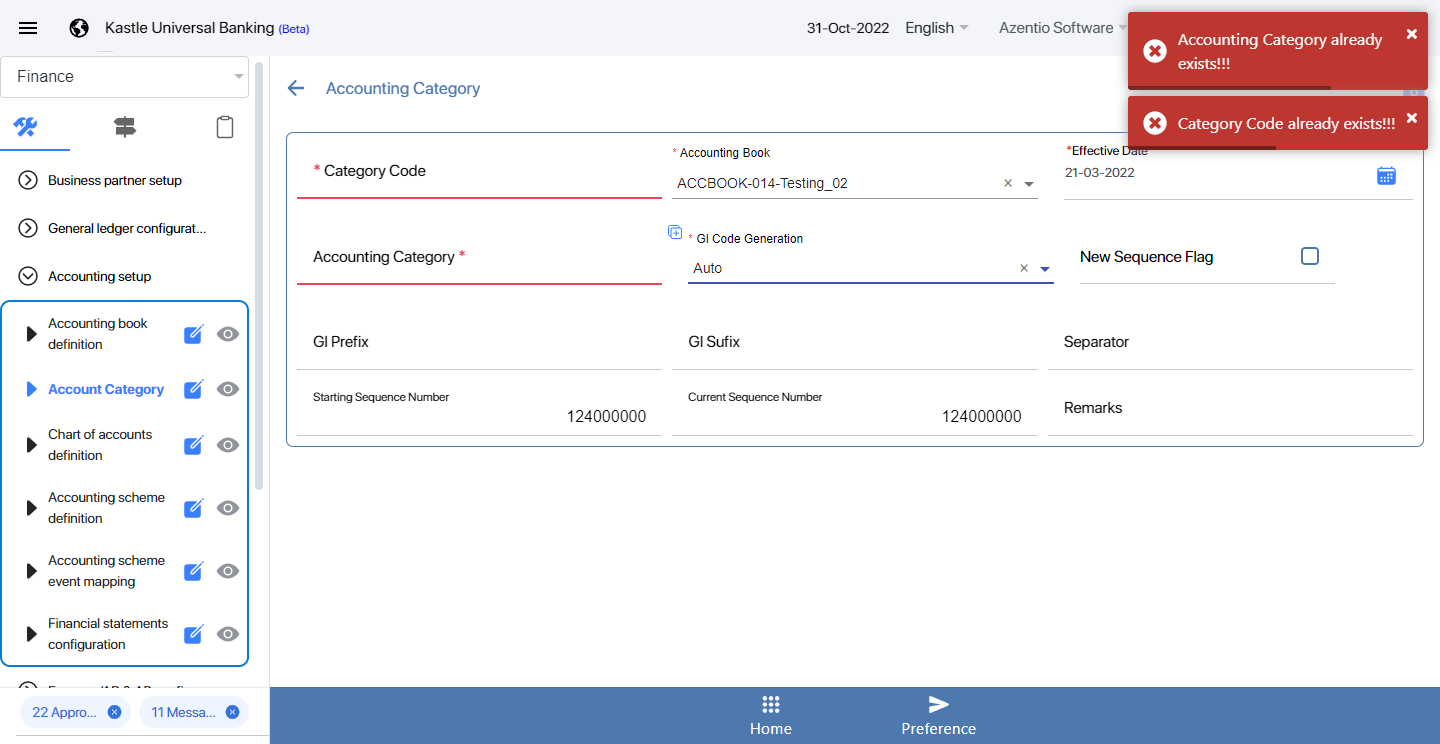 Kastle Universal Banking (Beta)
31-Oct-2022
English
Azentio Software
Accounting Category already
exists!!!
Category Code already exists!!!
Finance
Business partner setup
General ledger configurat...
Accounting setup
Accounting book
definition
Account Category
Chart of accounts
definition
Accounting scheme
definition
Accounting scheme
event mapping
Financial statements
configuration
22 Appro...
11 Messa...
Accounting Category
* Category Code
* Accounting Book
ACCBOOK-014-Testing_02
*Effective Date
21-03-2022
Accounting Category *
* GI Code Generation
Auto
New Sequence Flag
GI Prefix
GI Sufix
Separator
Starting Sequence Number
124000000
Current Sequence Number
124000000
Remarks
Home
Preference